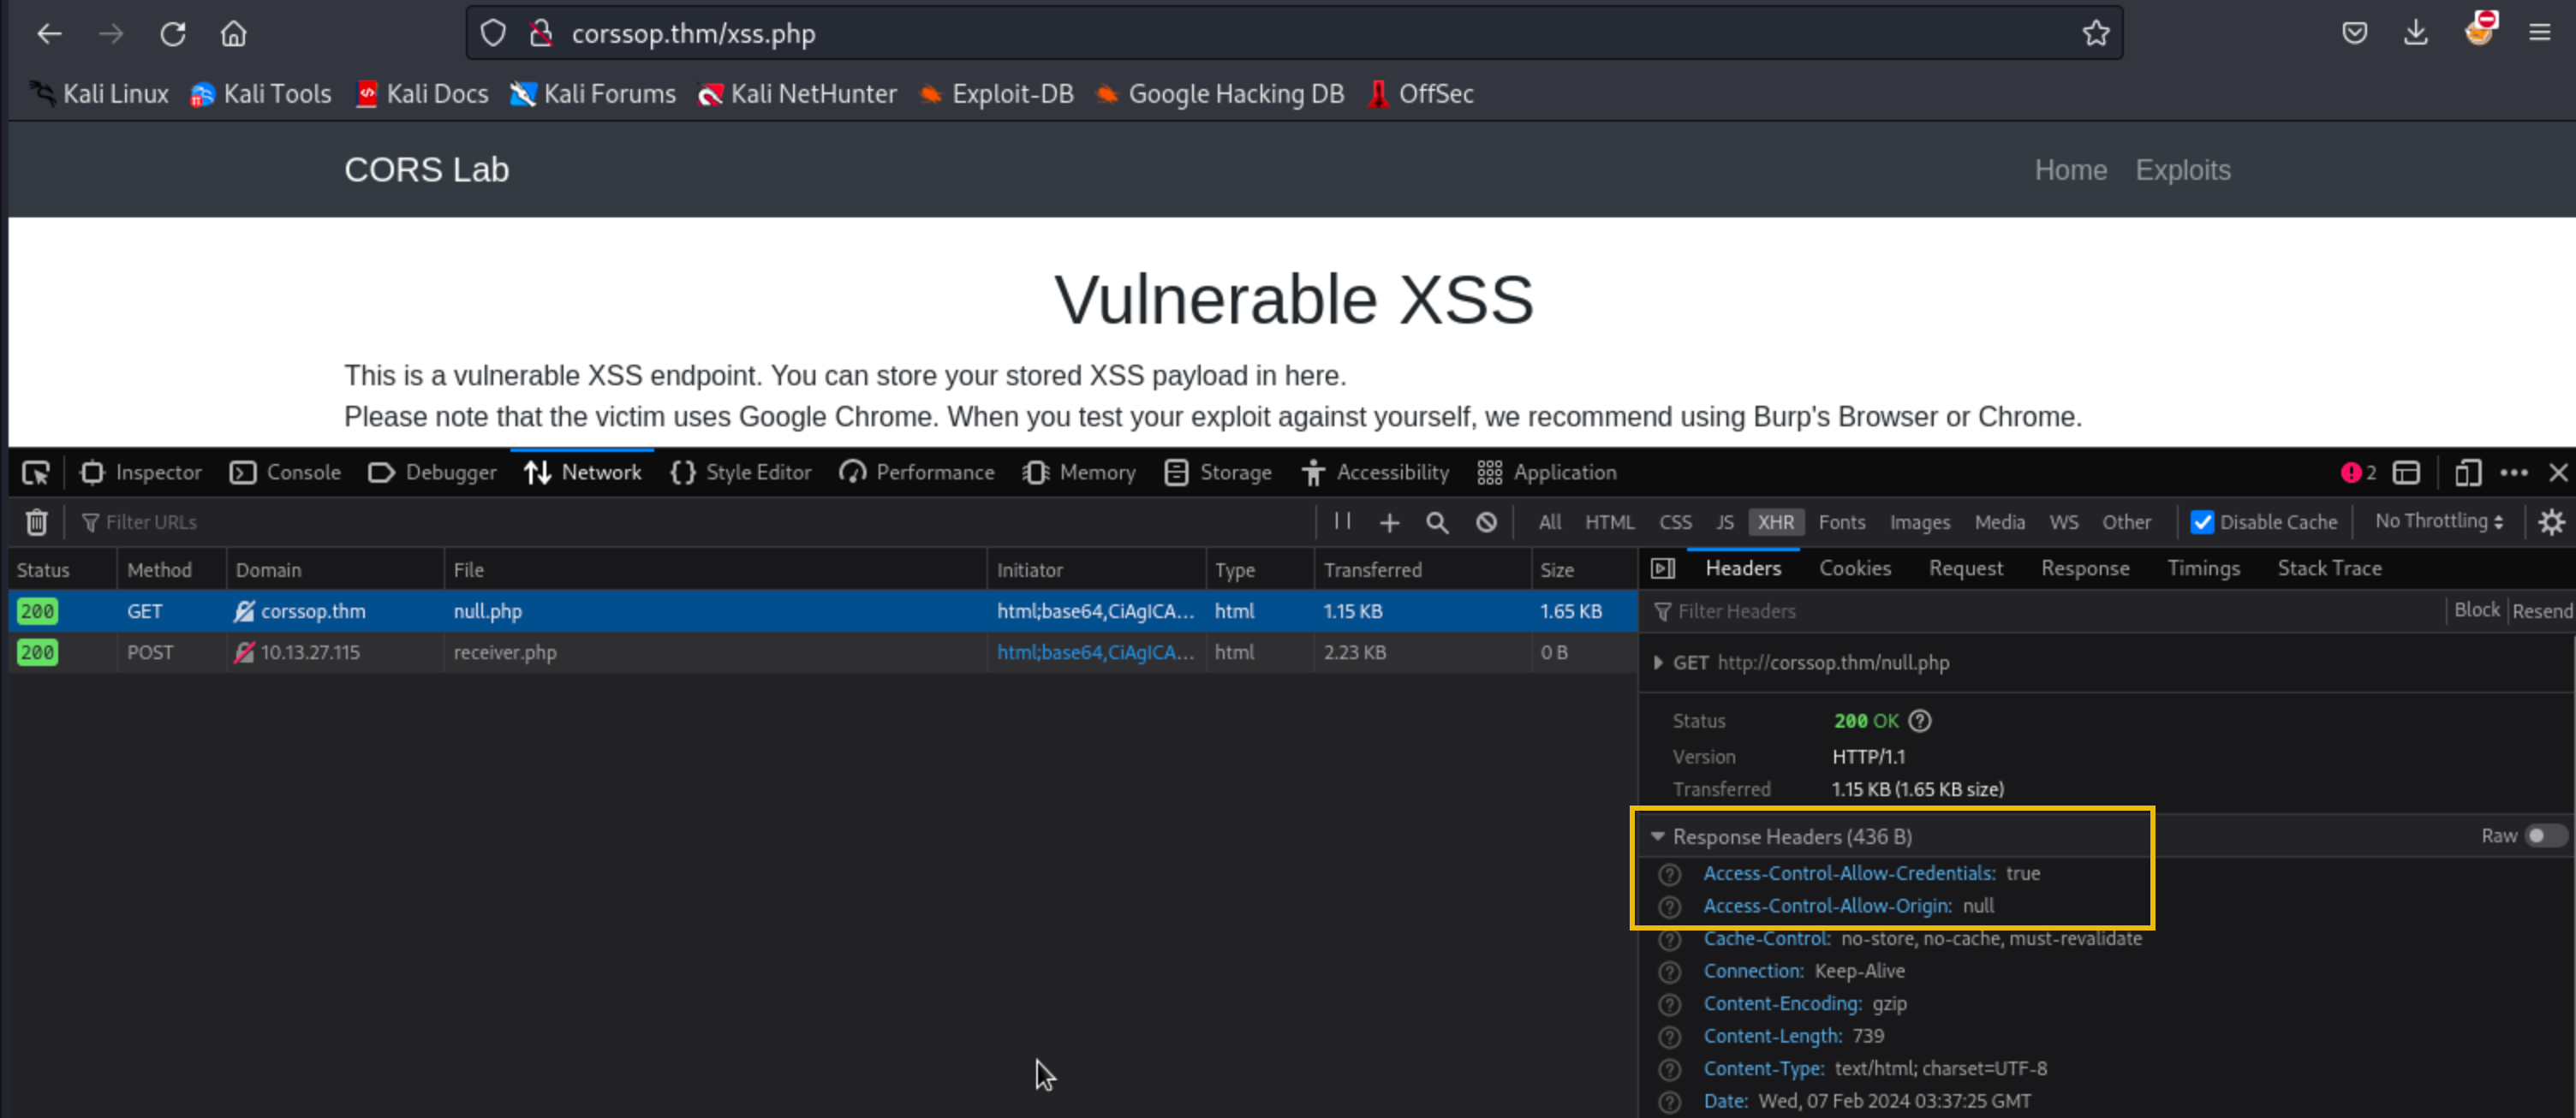 corssop.thm/xss.php
Kali Linux Kali Tools Kali Docs Kali Forums Kali NetHunter Exploit-DB Google Hacking DB OffSec
CORS Lab Home Exploits
Vulnerable XSS
This is a vulnerable XSS endpoint. You can store your stored XSS payload in here.
Please note that the victim uses Google Chrome. When you test your exploit against yourself, we recommend using Burp's Browser or Chrome.
Inspector Console Debugger Network Style Editor Performance Memory Storage Accessibility Application 2
Filter URLs All HTML CSS JS XHR Fonts Images Media WS Other Disable Cache No Throttling
Status Method Domain File Initiator Type Transferred Size
200 GET corssop.thm null.php html;base64,CiAgICA... html 1.15 KB 1.65 KB
200 POST 10.13.27.115 receiver.php html;base64,CiAgICA... html 2.23 KB 0 B
Headers Cookies Request Response Timings Stack Trace
Filter Headers Block Resend
GET http://corssop.thm/null.php
Status 200 OK
Version HTTP/1.1
Transferred 1.15 KB (1.65 KB size)
Response Headers (436 B) Raw
Access-Control-Allow-Credentials: true
Access-Control-Allow-Origin: null
Cache-Control: no-store, no-cache, must-revalidate
Connection: Keep-Alive
Content-Encoding: gzip
Content-Length: 739
Content-Type: text/html; charset=UTF-8
Date: Wed, 07 Feb 2024 03:37:25 GMT